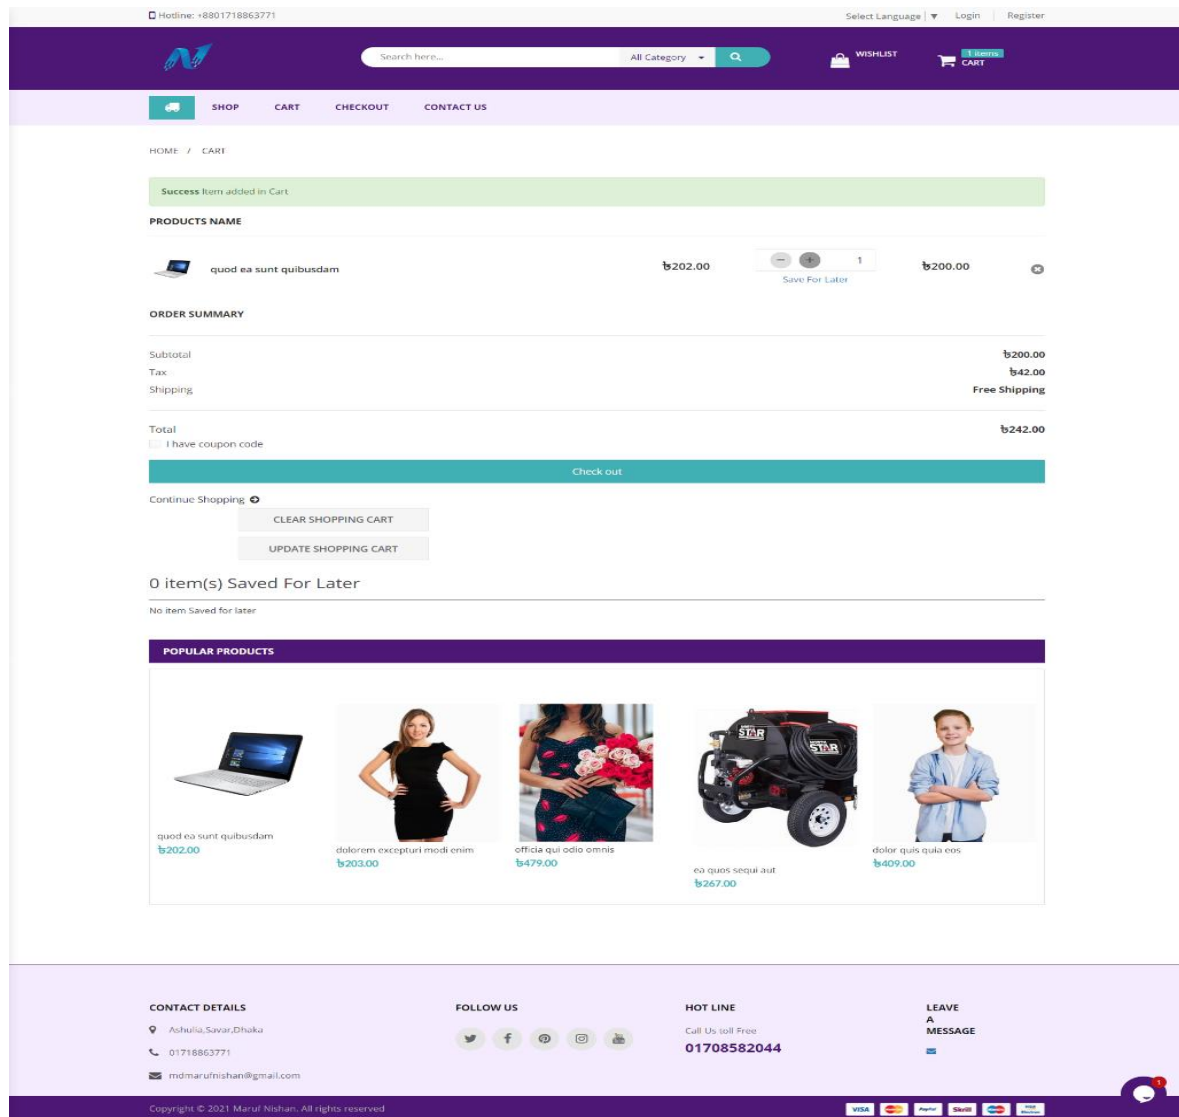 Hotline: +8801718863771
Select Language ▼ Login Register
Search here... All Category
WISHLIST
1 items
CART
SHOP CART CHECKOUT CONTACT US
HOME / CART
Success Item added in Cart
PRODUCTS NAME
quod ea sunt quibusdam ৳202.00 − + 1 ৳200.00
Save For Later
ORDER SUMMARY
Subtotal ৳200.00
Tax ৳42.00
Shipping Free Shipping
Total ৳242.00
I have coupon code
Check out
Continue Shopping
CLEAR SHOPPING CART
UPDATE SHOPPING CART
0 item(s) Saved For Later
No item Saved for later
POPULAR PRODUCTS
STAR
STAR
quod ea sunt quibusdam
৳202.00
dolorem excepturi modi enim
৳203.00
officia qui odio omnis
৳479.00
ea quos sequi aut
৳267.00
dolor quis quia eos
৳409.00
CONTACT DETAILS
Ashulia,Savar,Dhaka
01718863771
mdmarufnishan@gmail.com
FOLLOW US
HOT LINE
Call Us toll Free
01708582044
LEAVE
A
MESSAGE
1
Copyright © 2021 Maruf Nishan. All rights reserved
VISA PayPal Skrill